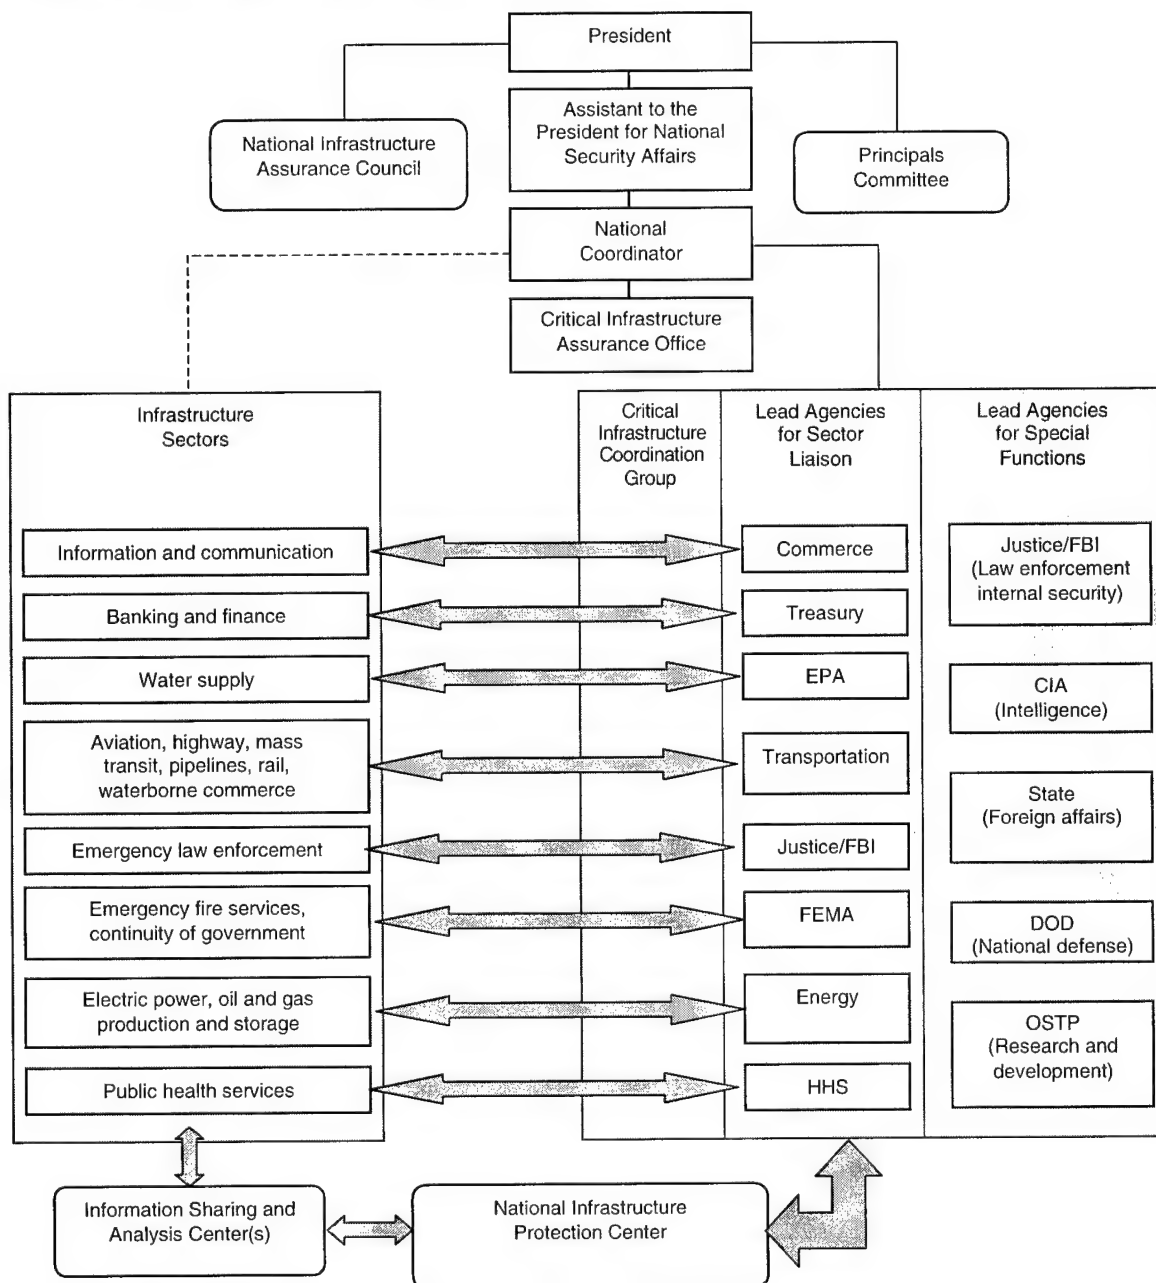 President
Assistant to the
President for National
Security Affairs
National Infrastructure
Assurance Council
Principals
Committee
National
Coordinator
Critical Infrastructure
Assurance Office
Infrastructure
Sectors
Critical
Infrastructure
Coordination
Group
Lead Agencies
for Sector
Liaison
Lead Agencies
for Special
Functions
Information and communication
Commerce
Banking and finance
Treasury
Water supply
EPA
Aviation, highway, mass
transit, pipelines, rail,
waterborne commerce
Transportation
Emergency law enforcement
Justice/FBI
Emergency fire services,
continuity of government
FEMA
Electric power, oil and gas
production and storage
Energy
Public health services
HHS
Justice/FBI
(Law enforcement
internal security)
CIA
(Intelligence)
State
(Foreign affairs)
DOD
(National defense)
OSTP
(Research and
development)
Information Sharing and
Analysis Center(s)
National Infrastructure
Protection Center